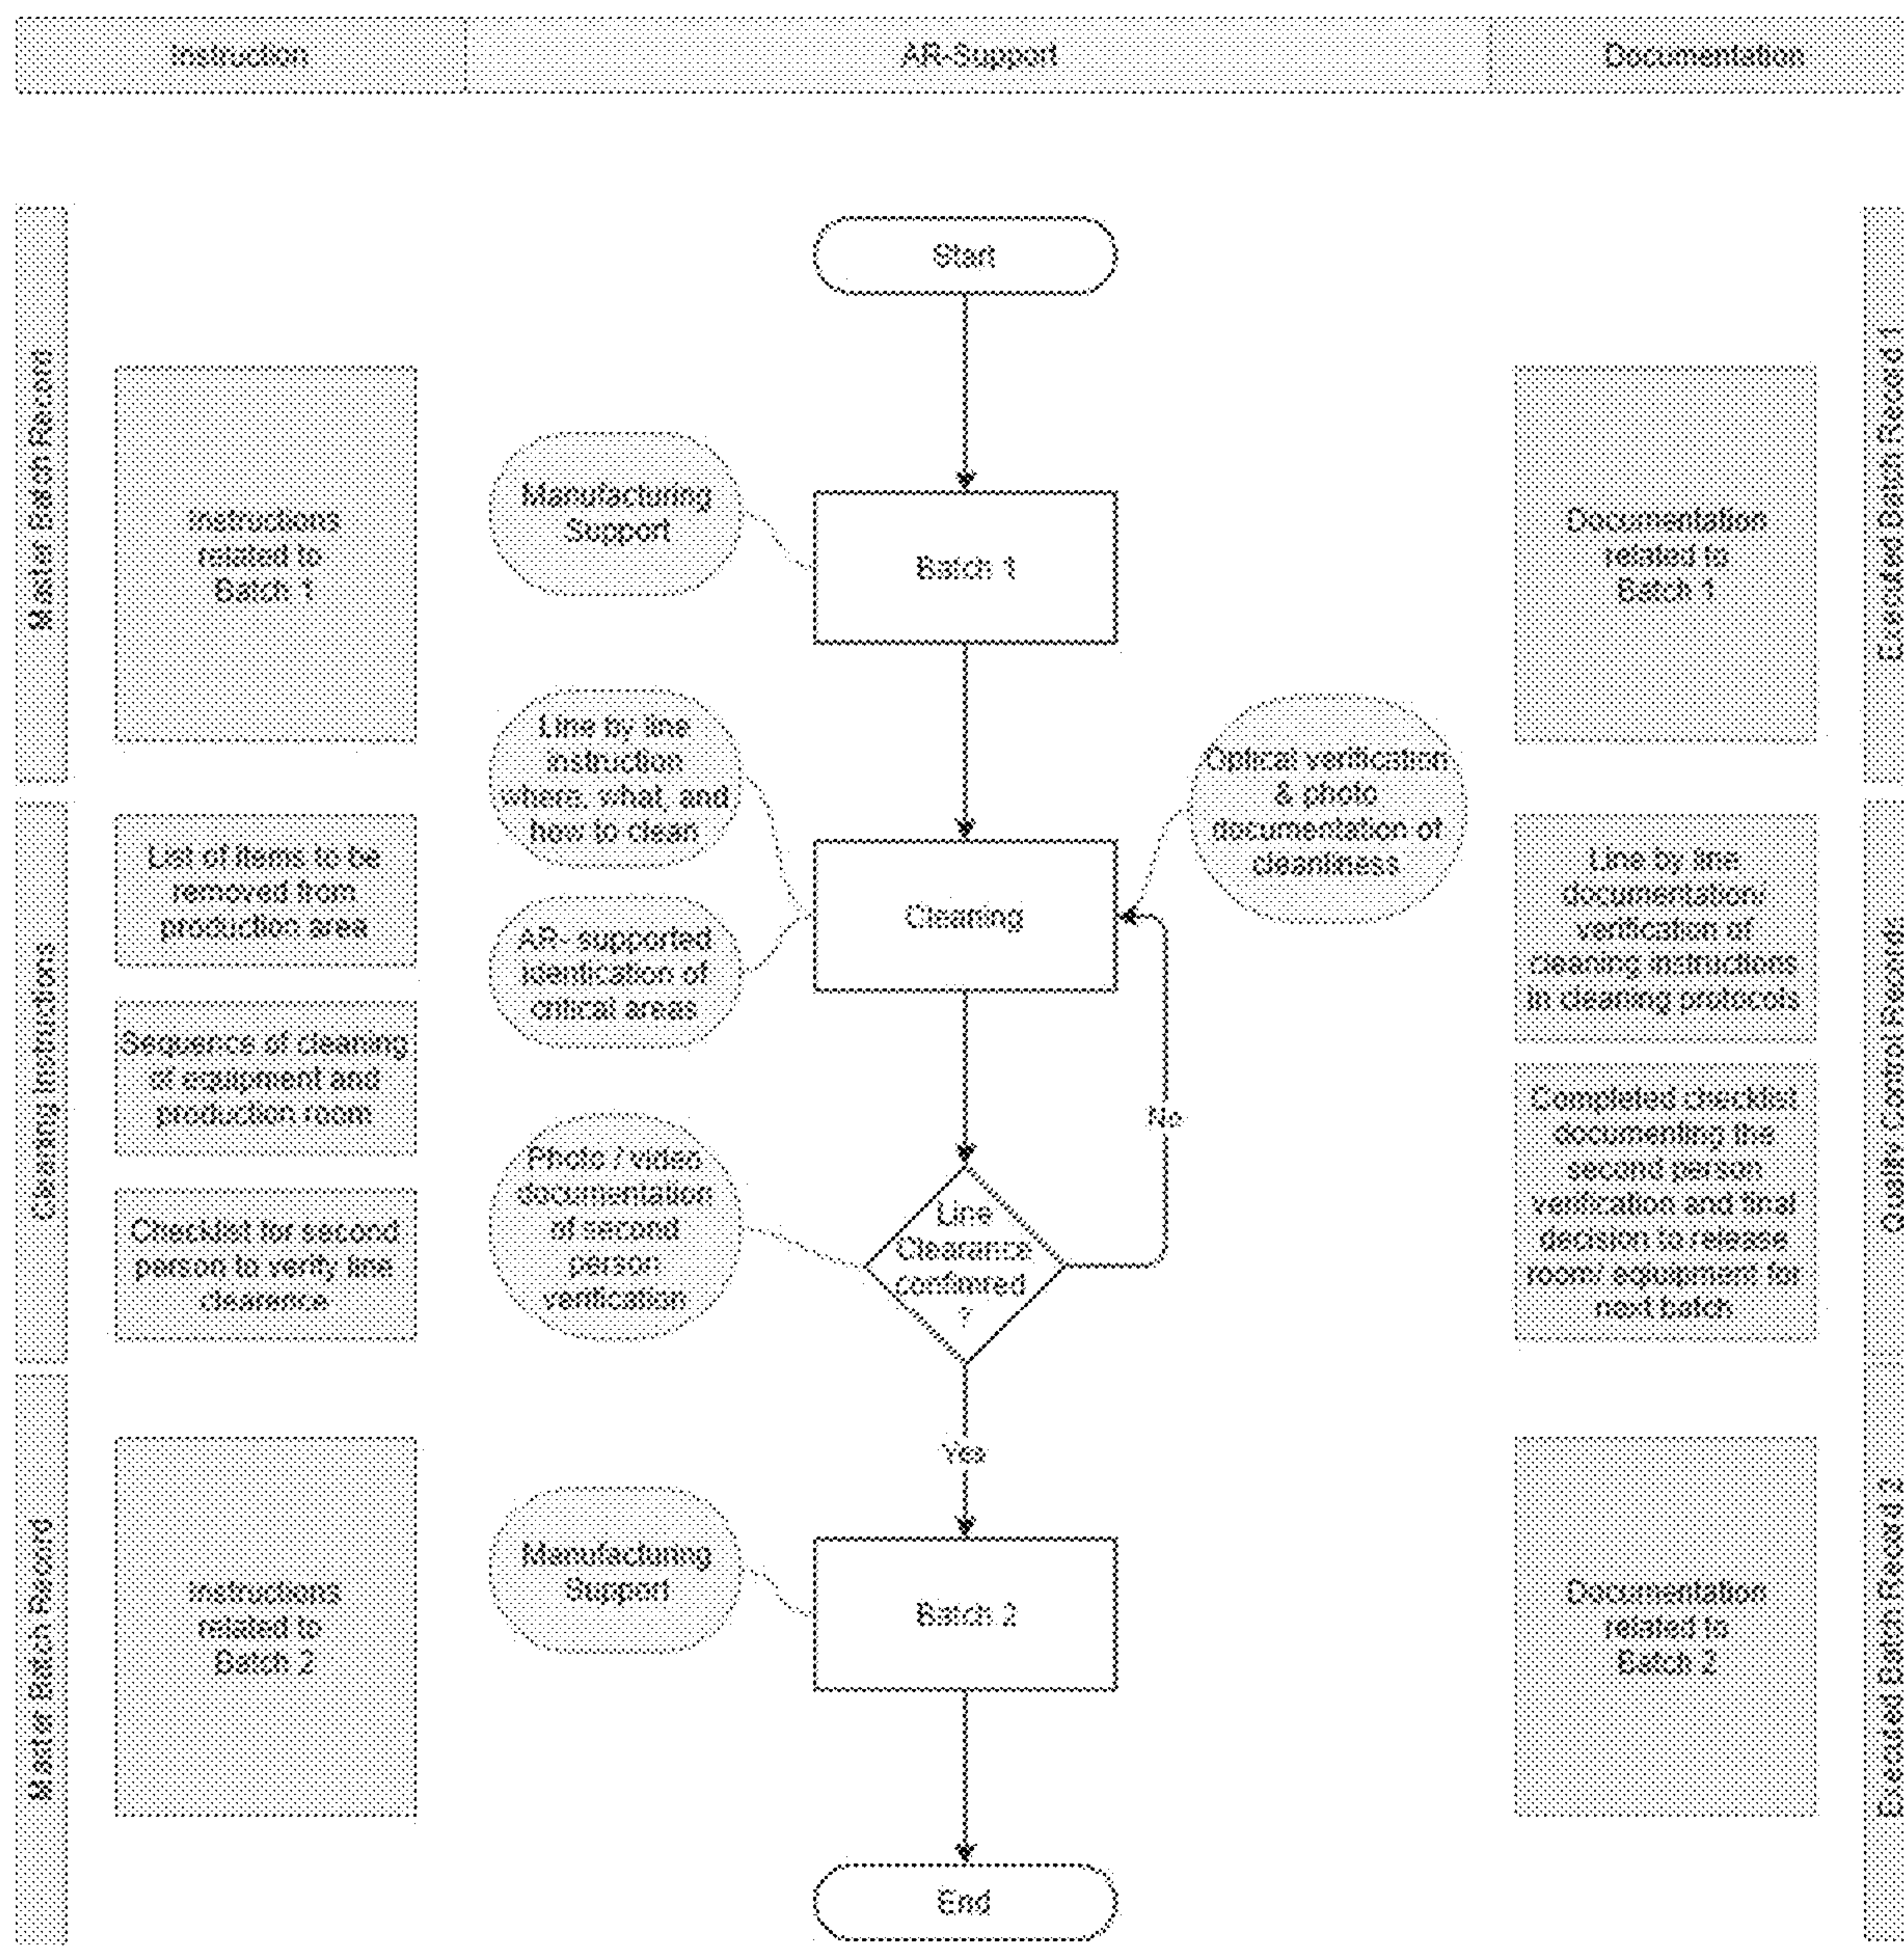 Instruction
AR-Support
Documentation
Start
Master Batch Record
Instructions
related to
Batch 1
Manufacturing
Support
Batch 1
Documentation
related to
Batch 1
Executed Batch Record 1
Cleaning Instructions
List of items to be
removed from
production area
Sequence of cleaning
of equipment and
production room
Checklist for second
person to verify line
clearence
Line by line
instruction
where, what, and
how to clean
AR- supported
identication of
critical areas
Photo / video
documentation
of second
person
verification
Cleaning
Optical verification
& photo
documentation of
cleanliness
No
Line
Clearance
confimred
?
Yes
Line by line
documentation/
verification of
cleaning instructions
in cleaning protocols
Completed checklist
documenting the
second person
verification and final
decision to release
room/ equipment for
next batch
Quality Control Records
Master Batch Record
Instructions
related to
Batch 2
Manufacturing
Support
Batch 2
Documentation
related to
Batch 2
Executed Batch Record 2
End